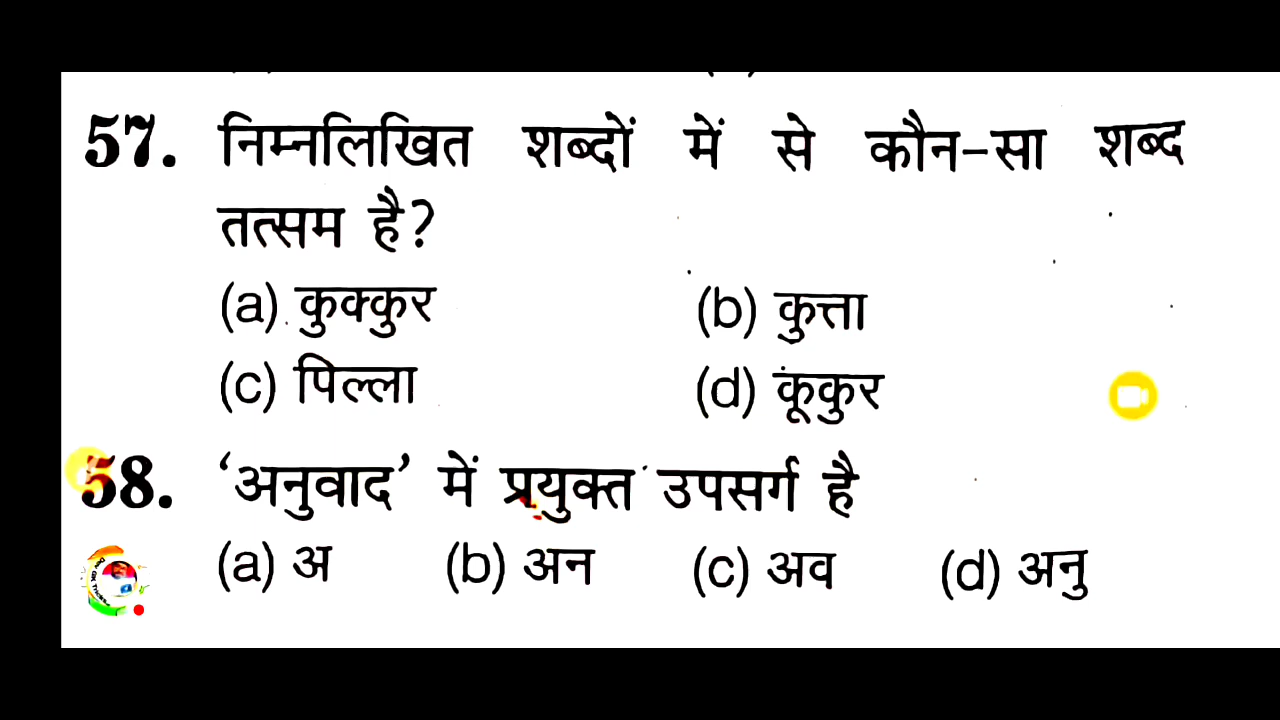 57. निम्नलिखित शब्दों में से कौन-सा शब्द
तत्सम है?
(a) कुक्कुर (b) कुत्ता
(c) पिल्ला (d) कूकुर
58. ‘अनुवाद’ में प्रयुक्त उपसर्ग है
(a) अ (b) अन (c) अव (d) अनु